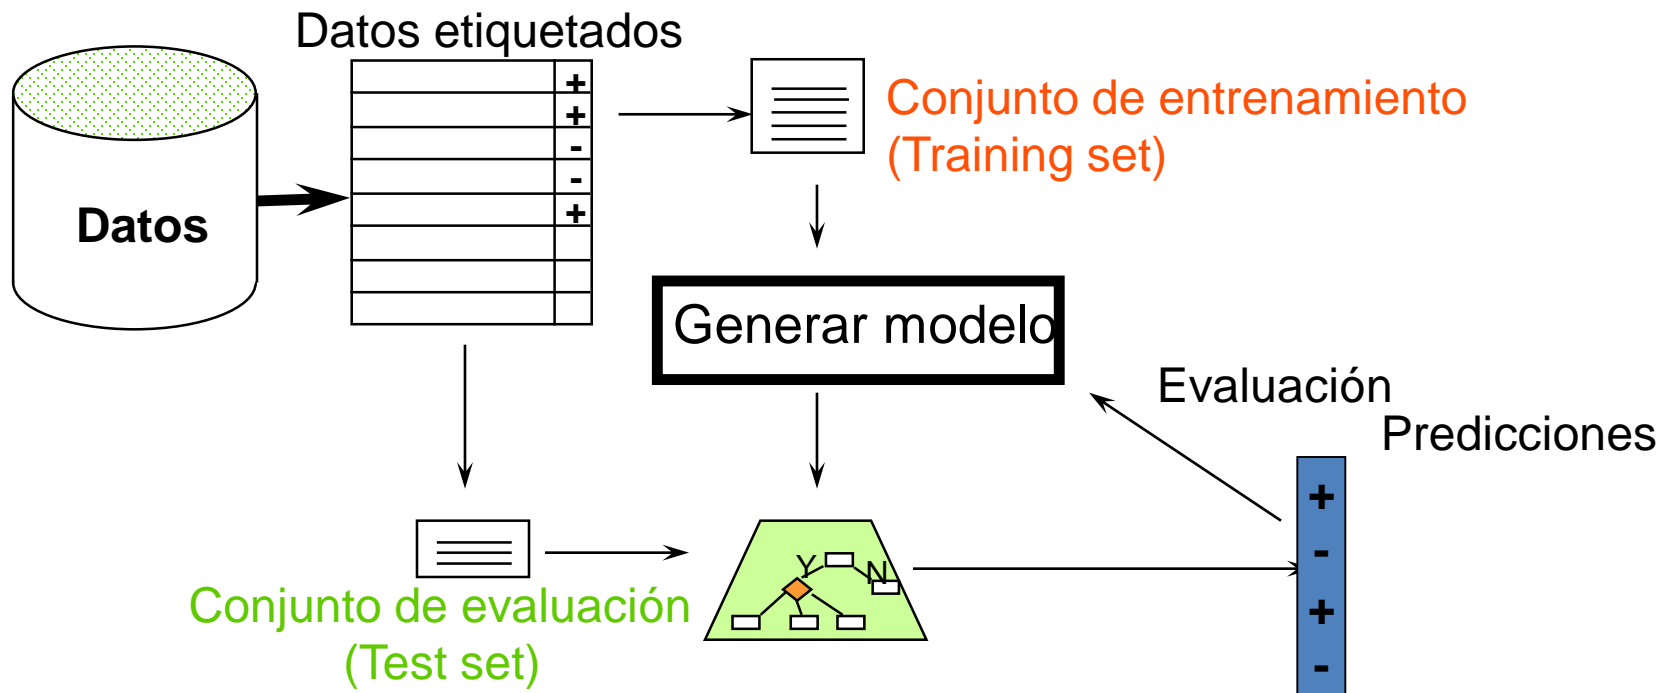 Datos etiquetados
Datos
+
+
-
-
+
Conjunto de entrenamiento
(Training set)
Generar modelo
Evaluación
Predicciones
+
-
+
-
Y
N
Conjunto de evaluación
(Test set)